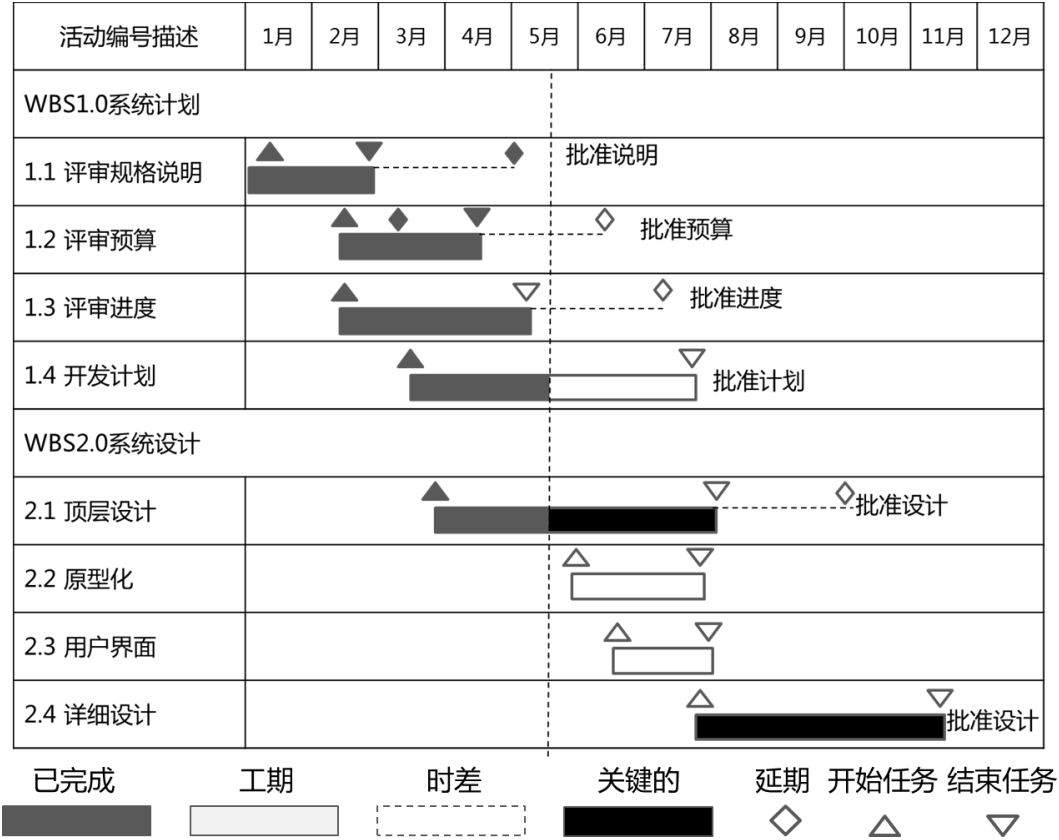 活动编号描述 1月 2月 3月 4月 5月 6月 7月 8月 9月 10月 11月 12月
WBS1.0系统计划
1.1 评审规格说明 批准说明
1.2 评审预算 批准预算
1.3 评审进度 批准进度
1.4 开发计划 批准计划
WBS2.0系统设计
2.1 顶层设计 批准设计
2.2 原型化
2.3 用户界面
2.4 详细设计 批准设计
已完成 工期 时差 关键的 延期 开始任务 结束任务